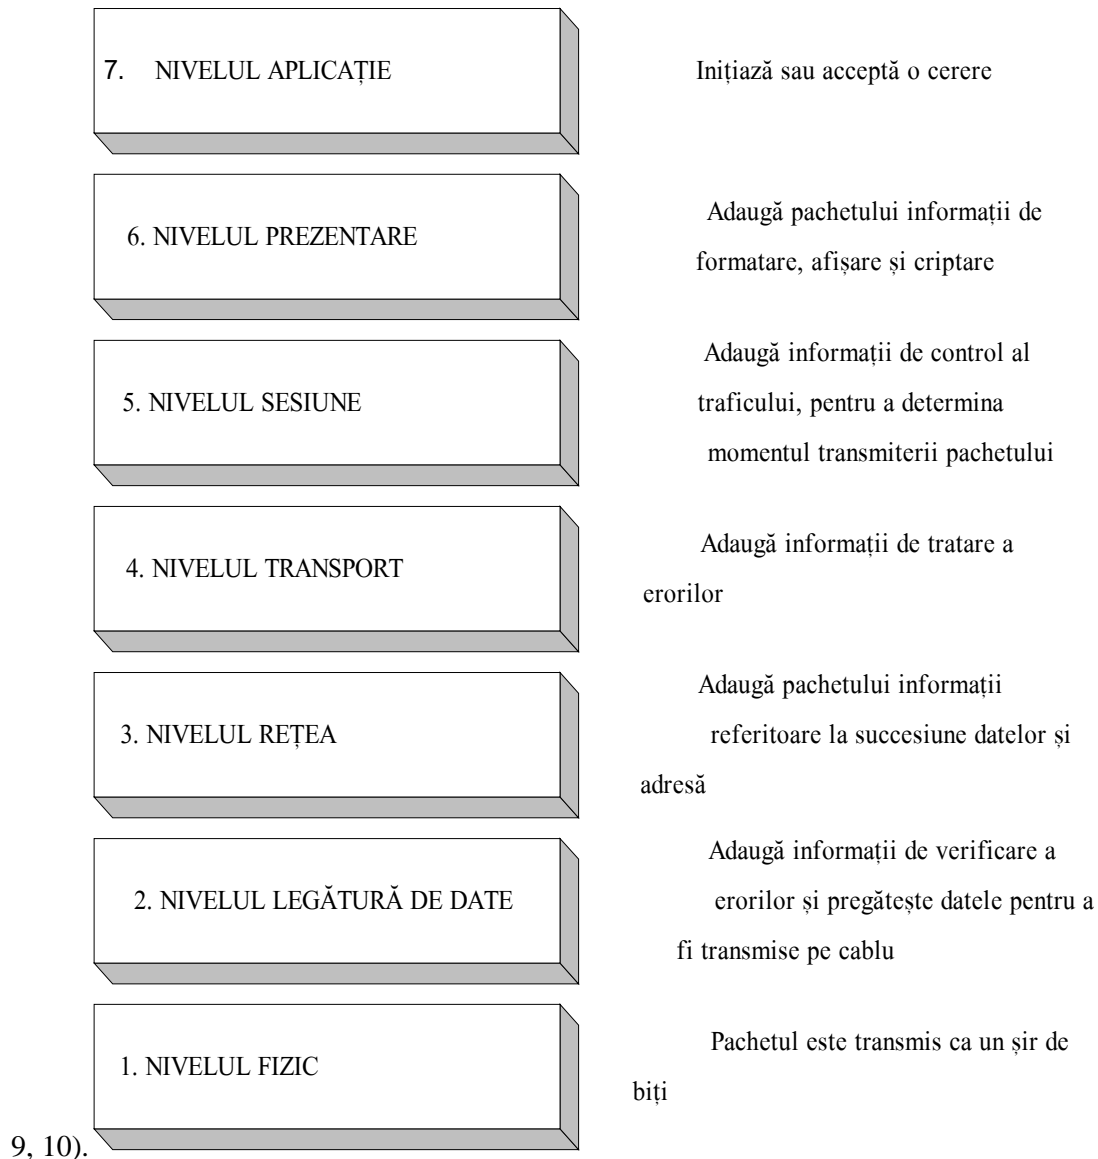 7. NIVELUL APLICAȚIE
Inițiază sau acceptă o cerere
6. NIVELUL PREZENTARE
Adaugă pachetului informații de
formatare, afișare și criptare
5. NIVELUL SESIUNE
Adaugă informații de control al
traficului, pentru a determina
momentul transmiterii pachetului
4. NIVELUL TRANSPORT
Adaugă informații de tratare a
erorilor
3. NIVELUL REȚEA
Adaugă pachetului informații
referitoare la succesiune datelor și
adresă
2. NIVELUL LEGĂTURĂ DE DATE
Adaugă informații de verificare a
erorilor și pregătește datele pentru a
fi transmise pe cablu
1. NIVELUL FIZIC
Pachetul este transmis ca un șir de
biți
9, 10).